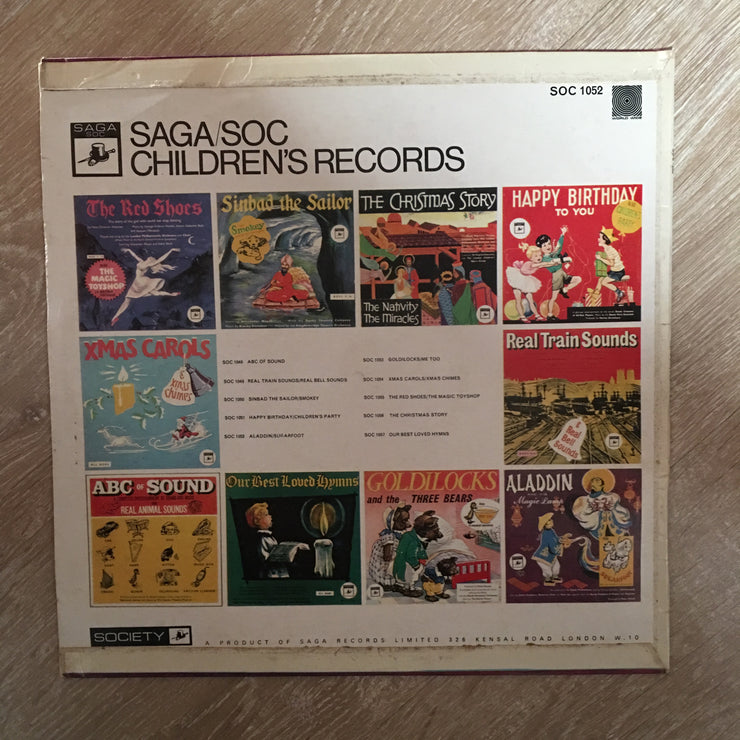 SOC 1052
WORLD WIDE
SAGA
SOC
SAGA/SOC
CHILDREN'S RECORDS
The Red Shoes
THE MAGIC
TOYSHOP
Sinbad the Sailor
Smokey
THE CHRISTMAS STORY
The Nativity
The Miracles
HAPPY BIRTHDAY
TO YOU
CHILDREN'S
PARTY
XMAS CAROLS
& Xmas
Chimes
SOC 1048 ABC OF SOUND
SOC 1049 REAL TRAIN SOUNDS/REAL BELL SOUNDS
SOC 1050 SINBAD THE SAILOR/SMOKEY
SOC 1051 HAPPY BIRTHDAY/CHILDREN'S PARTY
SOC 1052 ALADDIN/SUGARFOOT
SOC 1053 GOLDILOCKS/ME TOO
SOC 1054 XMAS CAROLS/XMAS CHIMES
SOC 1055 THE RED SHOES/THE MAGIC TOYSHOP
SOC 1056 THE CHRISTMAS STORY
SOC 1057 OUR BEST LOVED HYMNS
Real Train Sounds
& Real
Bell
Sounds
ABC OF SOUND
REAL ANIMAL SOUNDS
Our Best Loved Hymns
GOLDILOCKS
and the THREE BEARS
ALADDIN
Magic Lamp
SUGARFOOT
SOCIETY
A PRODUCT OF SAGA RECORDS LIMITED 326 KENSAL ROAD LONDON W.10